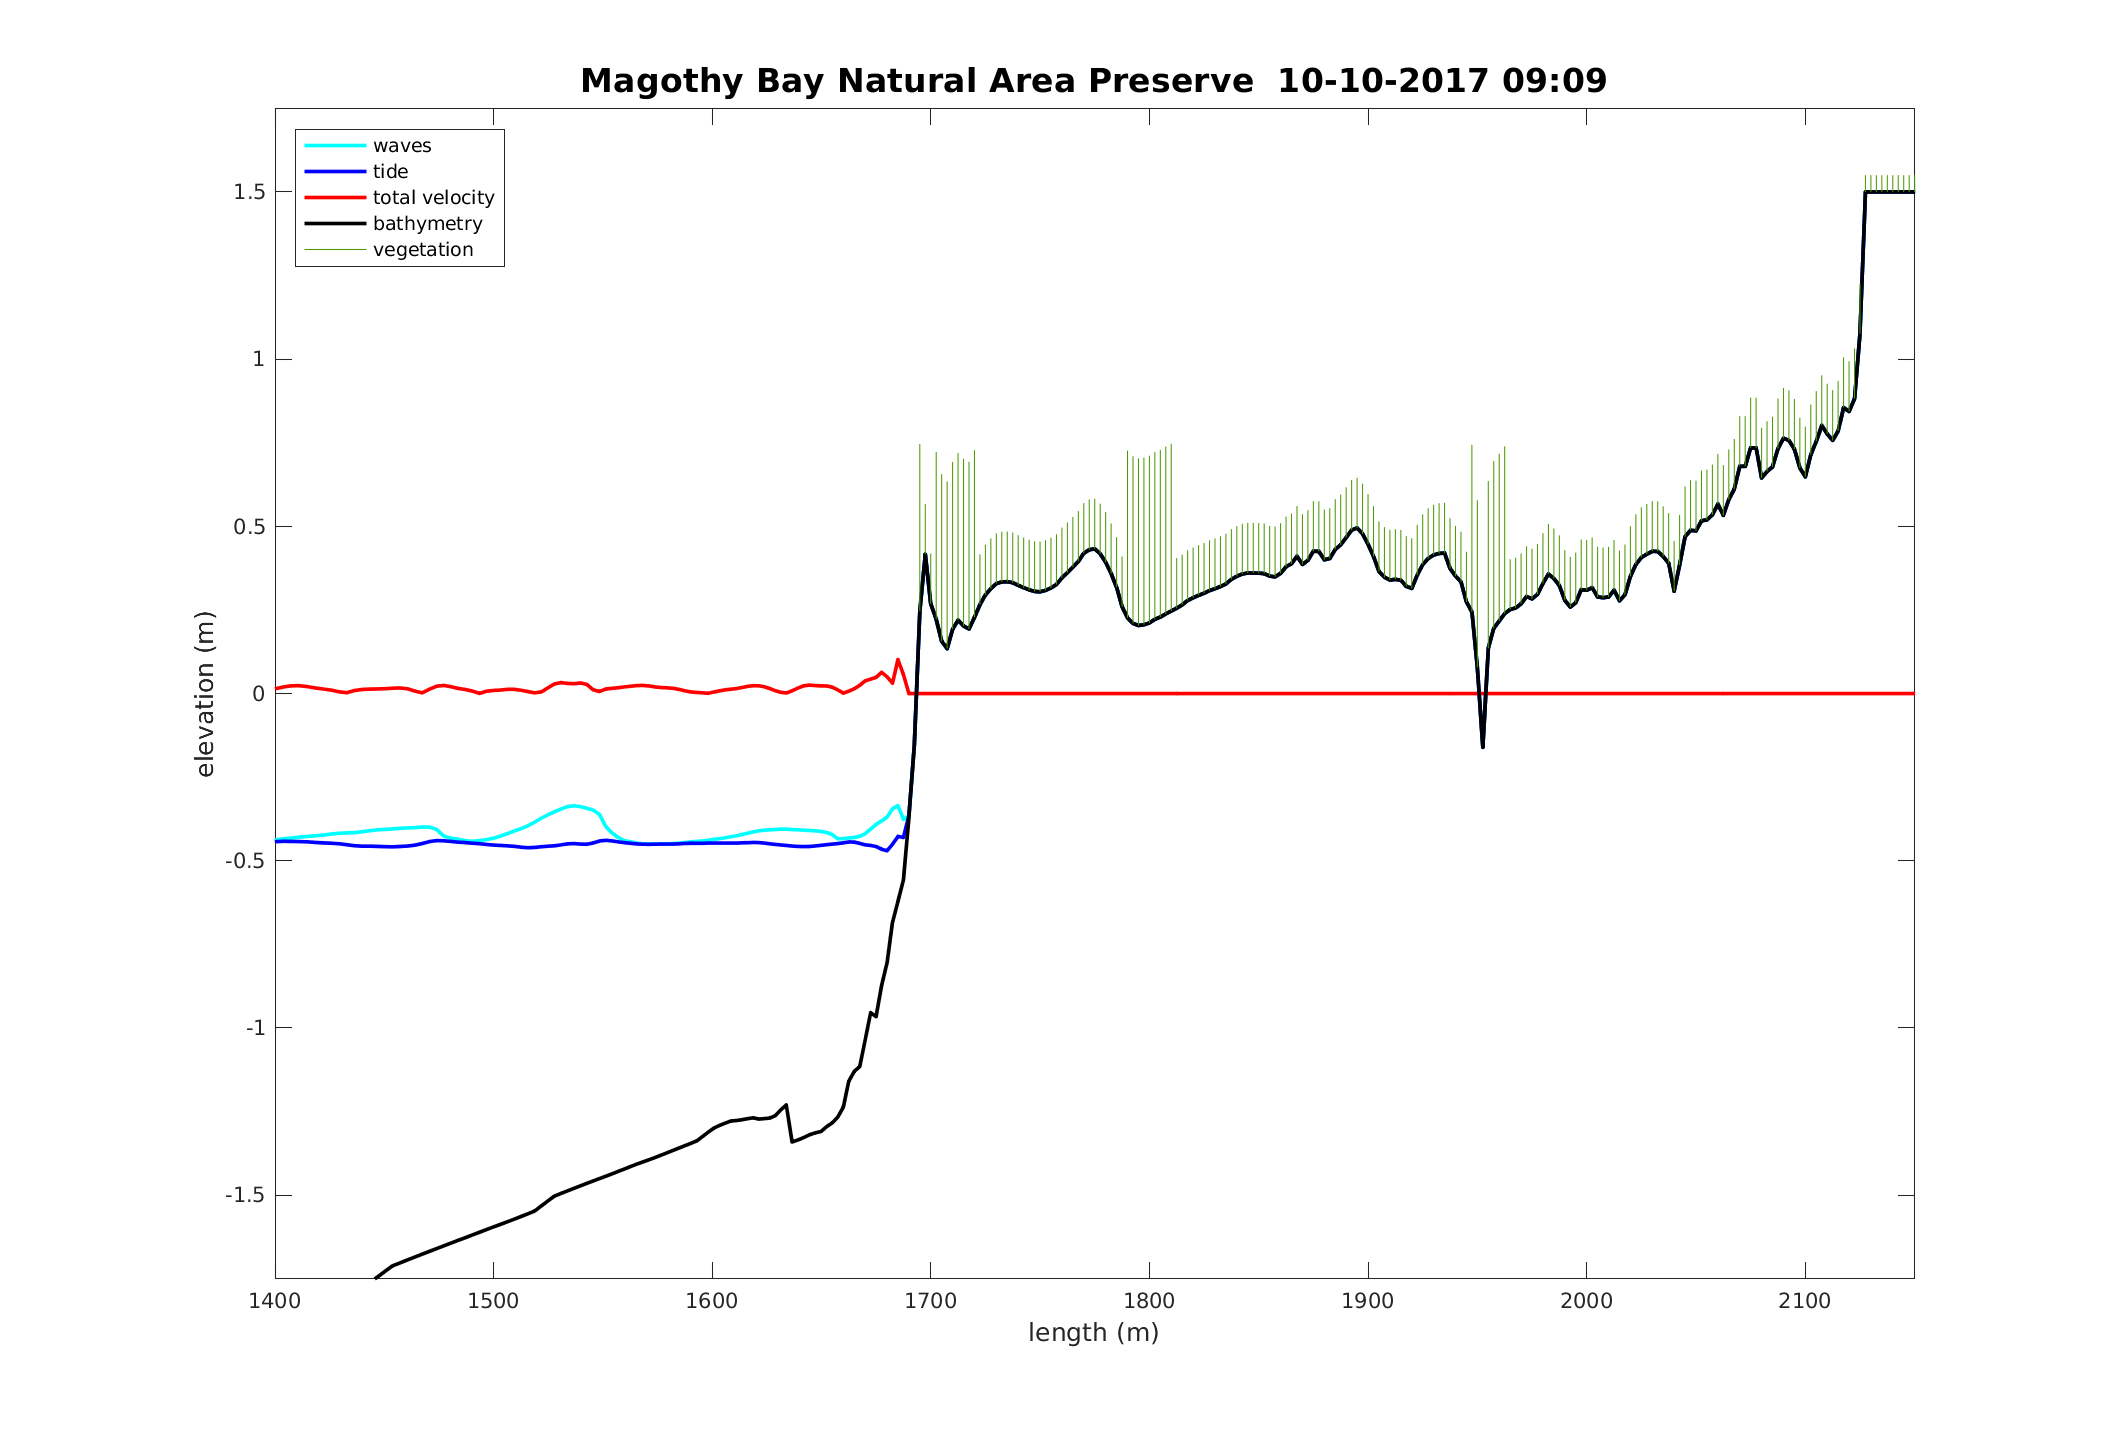 Magothy Bay Natural Area Preserve  10-10-2017 09:09
waves
tide
total velocity
bathymetry
vegetation
elevation (m)
1.5
1
0.5
0
-0.5
-1
-1.5
1400 1500 1600 1700 1800 1900 2000 2100
length (m)